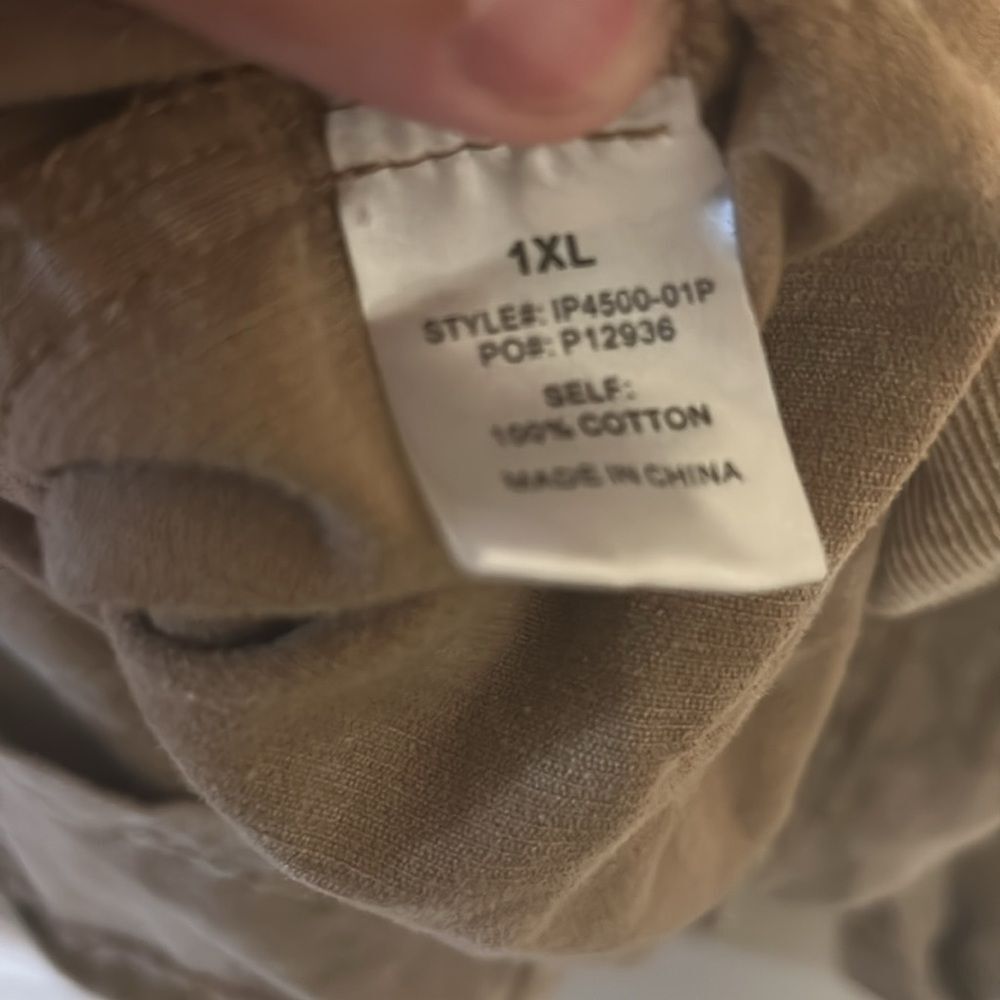 1XL
STYLE#: IP4500-01P
PO#: P12936
SELF:
100% COTTON
MADE IN CHINA